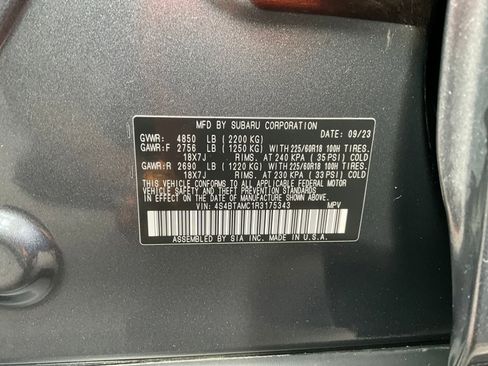 MFD BY SUBARU CORPORATION
DATE: 09/23
GVWR: 4850 LB (2200 KG)
GAWR:F 2756 LB (1250 KG) WITH 225/60R18 100H TIRES.
18X7J RIMS. AT 240 KPA (35 PSI) COLD
GAWR:R 2690 LB (1220 KG) WITH 225/60R18 100H TIRES.
18X7J RIMS. AT 230 KPA (33 PSI) COLD
THIS VEHICLE CONFORMS TO ALL APPLICABLE FEDERAL MOTOR
VEHICLE SAFETY, BUMPER, AND THEFT PREVENTION STANDARDS
IN EFFECT ON THE DATE OF MANUFACTURE SHOWN ABOVE.
VIN: 4S4BTAMC1R3175343 MPV
ASSEMBLED BY SIA INC. MADE IN U.S.A.